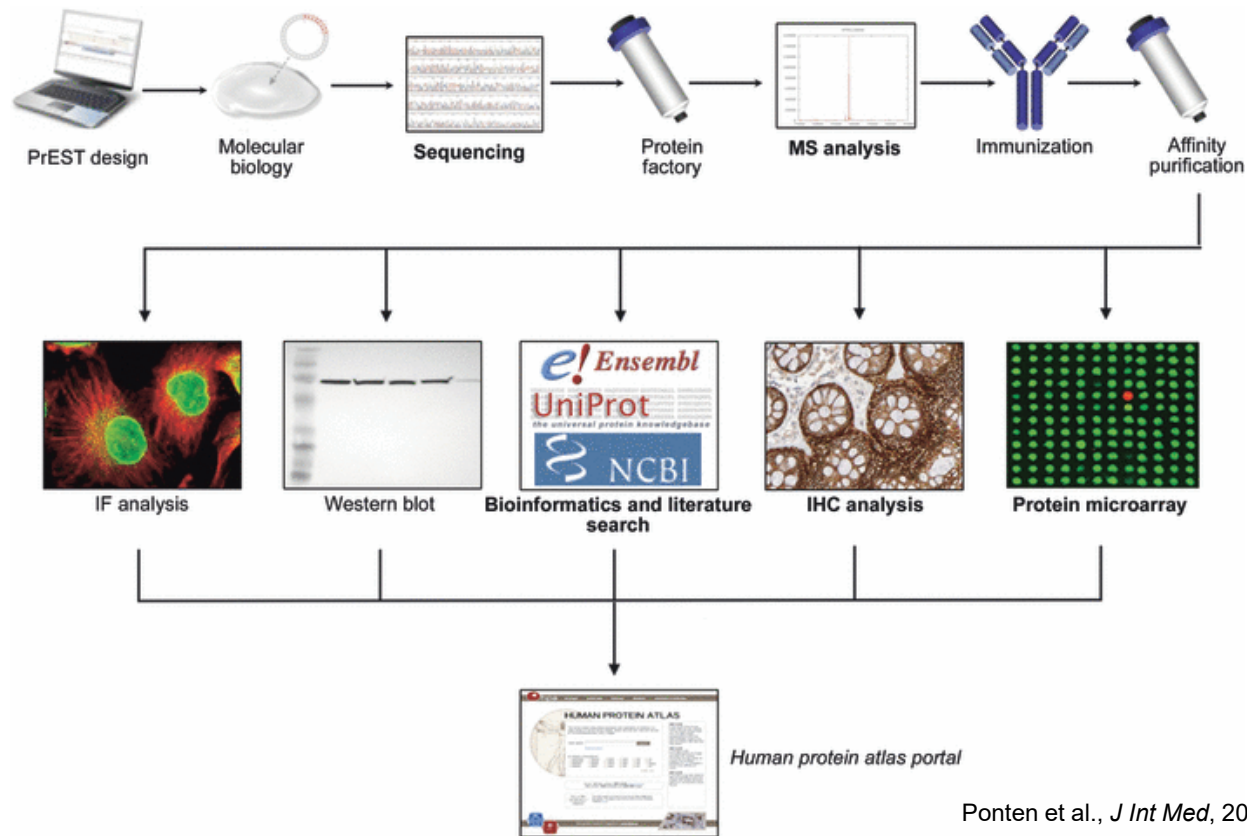 PrEST design
Molecular
biology
Sequencing
Protein
factory
MS analysis
Immunization
Affinity
purification
IF analysis
Western blot
e! Ensembl
UniProt
the universal protein knowledgebase
NCBI
Bioinformatics and literature
search
IHC analysis
Protein microarray
HUMAN PROTEIN ATLAS
Human protein atlas portal
Ponten et al., J Int Med, 20